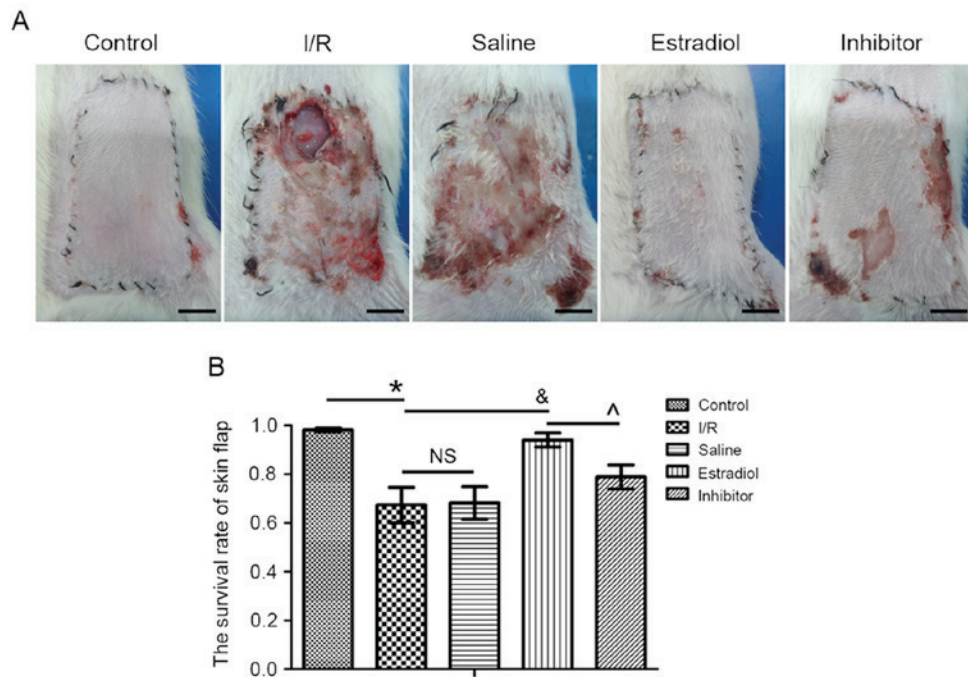 A
Control I/R Saline Estradiol Inhibitor
B
* & ^
NS
The survival rate of skin flap
1.0
0.8
0.6
0.4
0.2
0.0
Control
I/R
Saline
Estradiol
Inhibitor